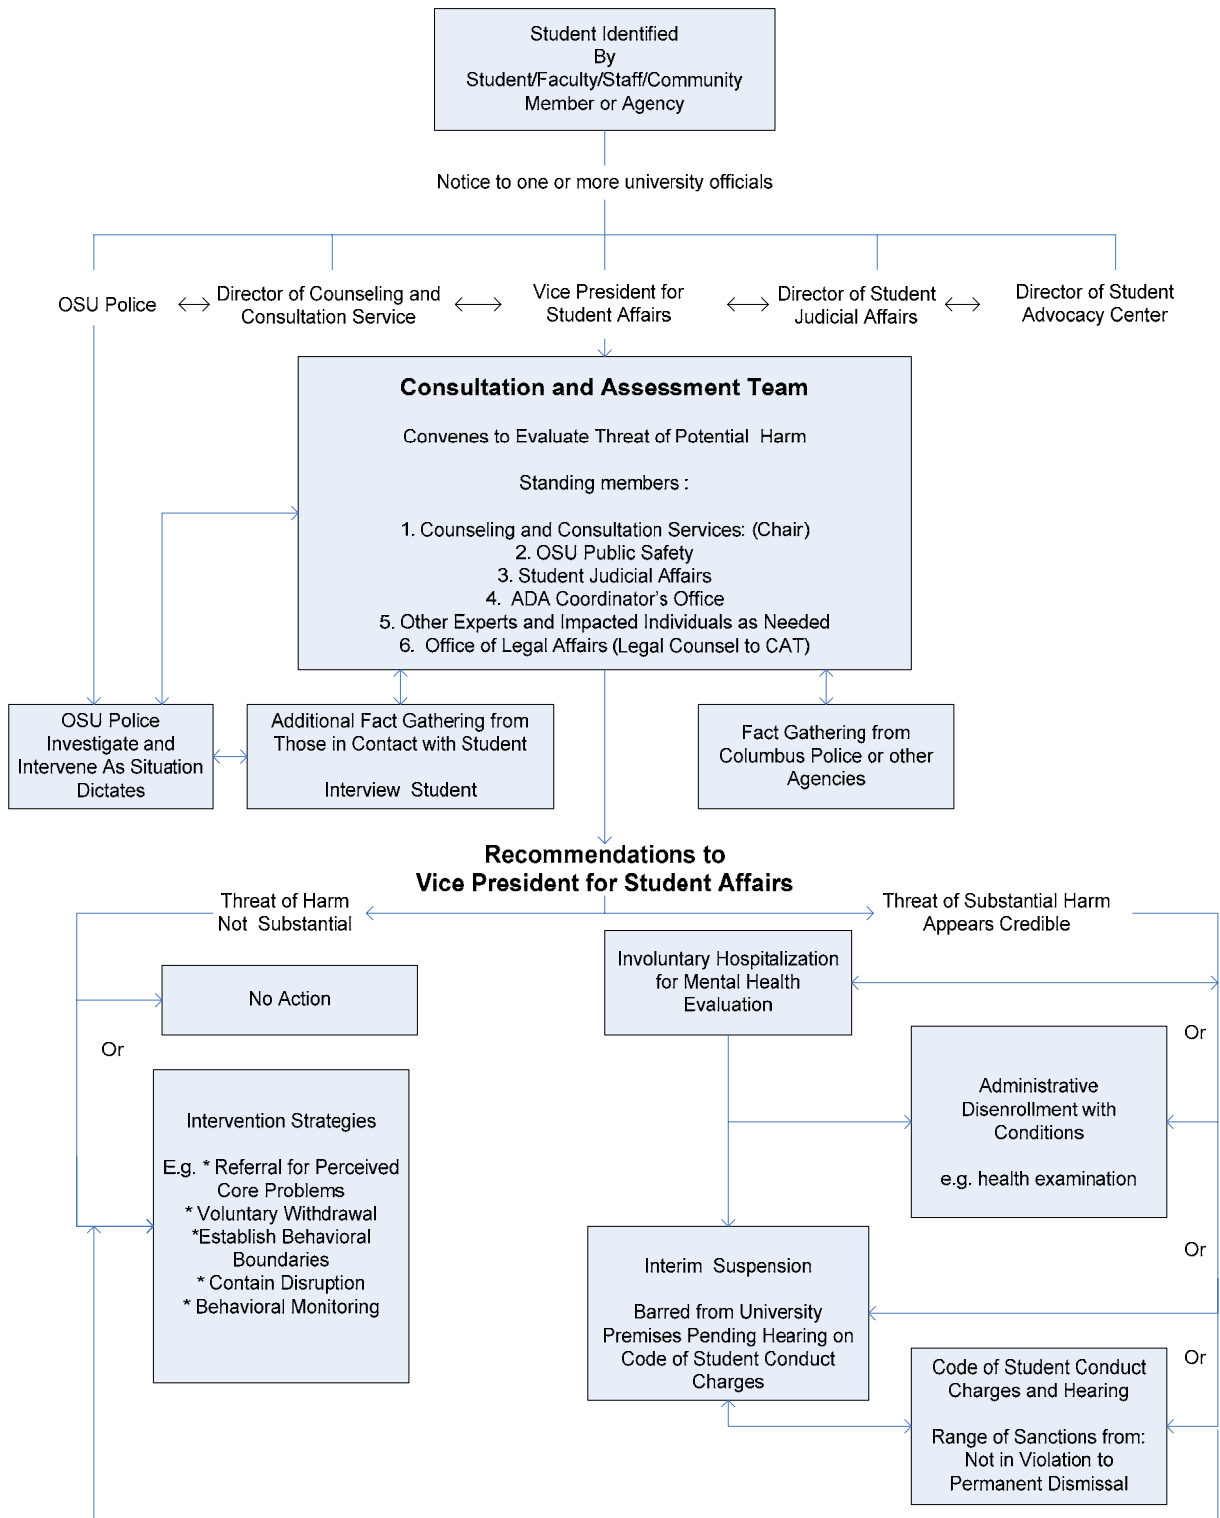 Student Identified
By
Student/Faculty/Staff/Community
Member or Agency
Notice to one or more university officials
OSU Police
Director of Counseling and
Consultation Service
Vice President for
Student Affairs
Director of Student
Judicial Affairs
Director of Student
Advocacy Center
Consultation and Assessment Team
Convenes to Evaluate Threat of Potential Harm
Standing members :
1. Counseling and Consultation Services: (Chair)
2. OSU Public Safety
3. Student Judicial Affairs
4. ADA Coordinator's Office
5. Other Experts and Impacted Individuals as Needed
6. Office of Legal Affairs (Legal Counsel to CAT)
OSU Police
Investigate and
Intervene As Situation
Dictates
Additional Fact Gathering from
Those in Contact with Student
Interview Student
Fact Gathering from
Columbus Police or other
Agencies
Recommendations to
Vice President for Student Affairs
Threat of Harm
Not Substantial
Threat of Substantial Harm
Appears Credible
No Action
Or
Intervention Strategies
E.g. * Referral for Perceived
Core Problems
* Voluntary Withdrawal
*Establish Behavioral
Boundaries
* Contain Disruption
* Behavioral Monitoring
Involuntary Hospitalization
for Mental Health
Evaluation
Or
Administrative
Disenrollment with
Conditions
e.g. health examination
Or
Interim Suspension
Barred from University
Premises Pending Hearing on
Code of Student Conduct
Charges
Or
Code of Student Conduct
Charges and Hearing
Range of Sanctions from:
Not in Violation to
Permanent Dismissal